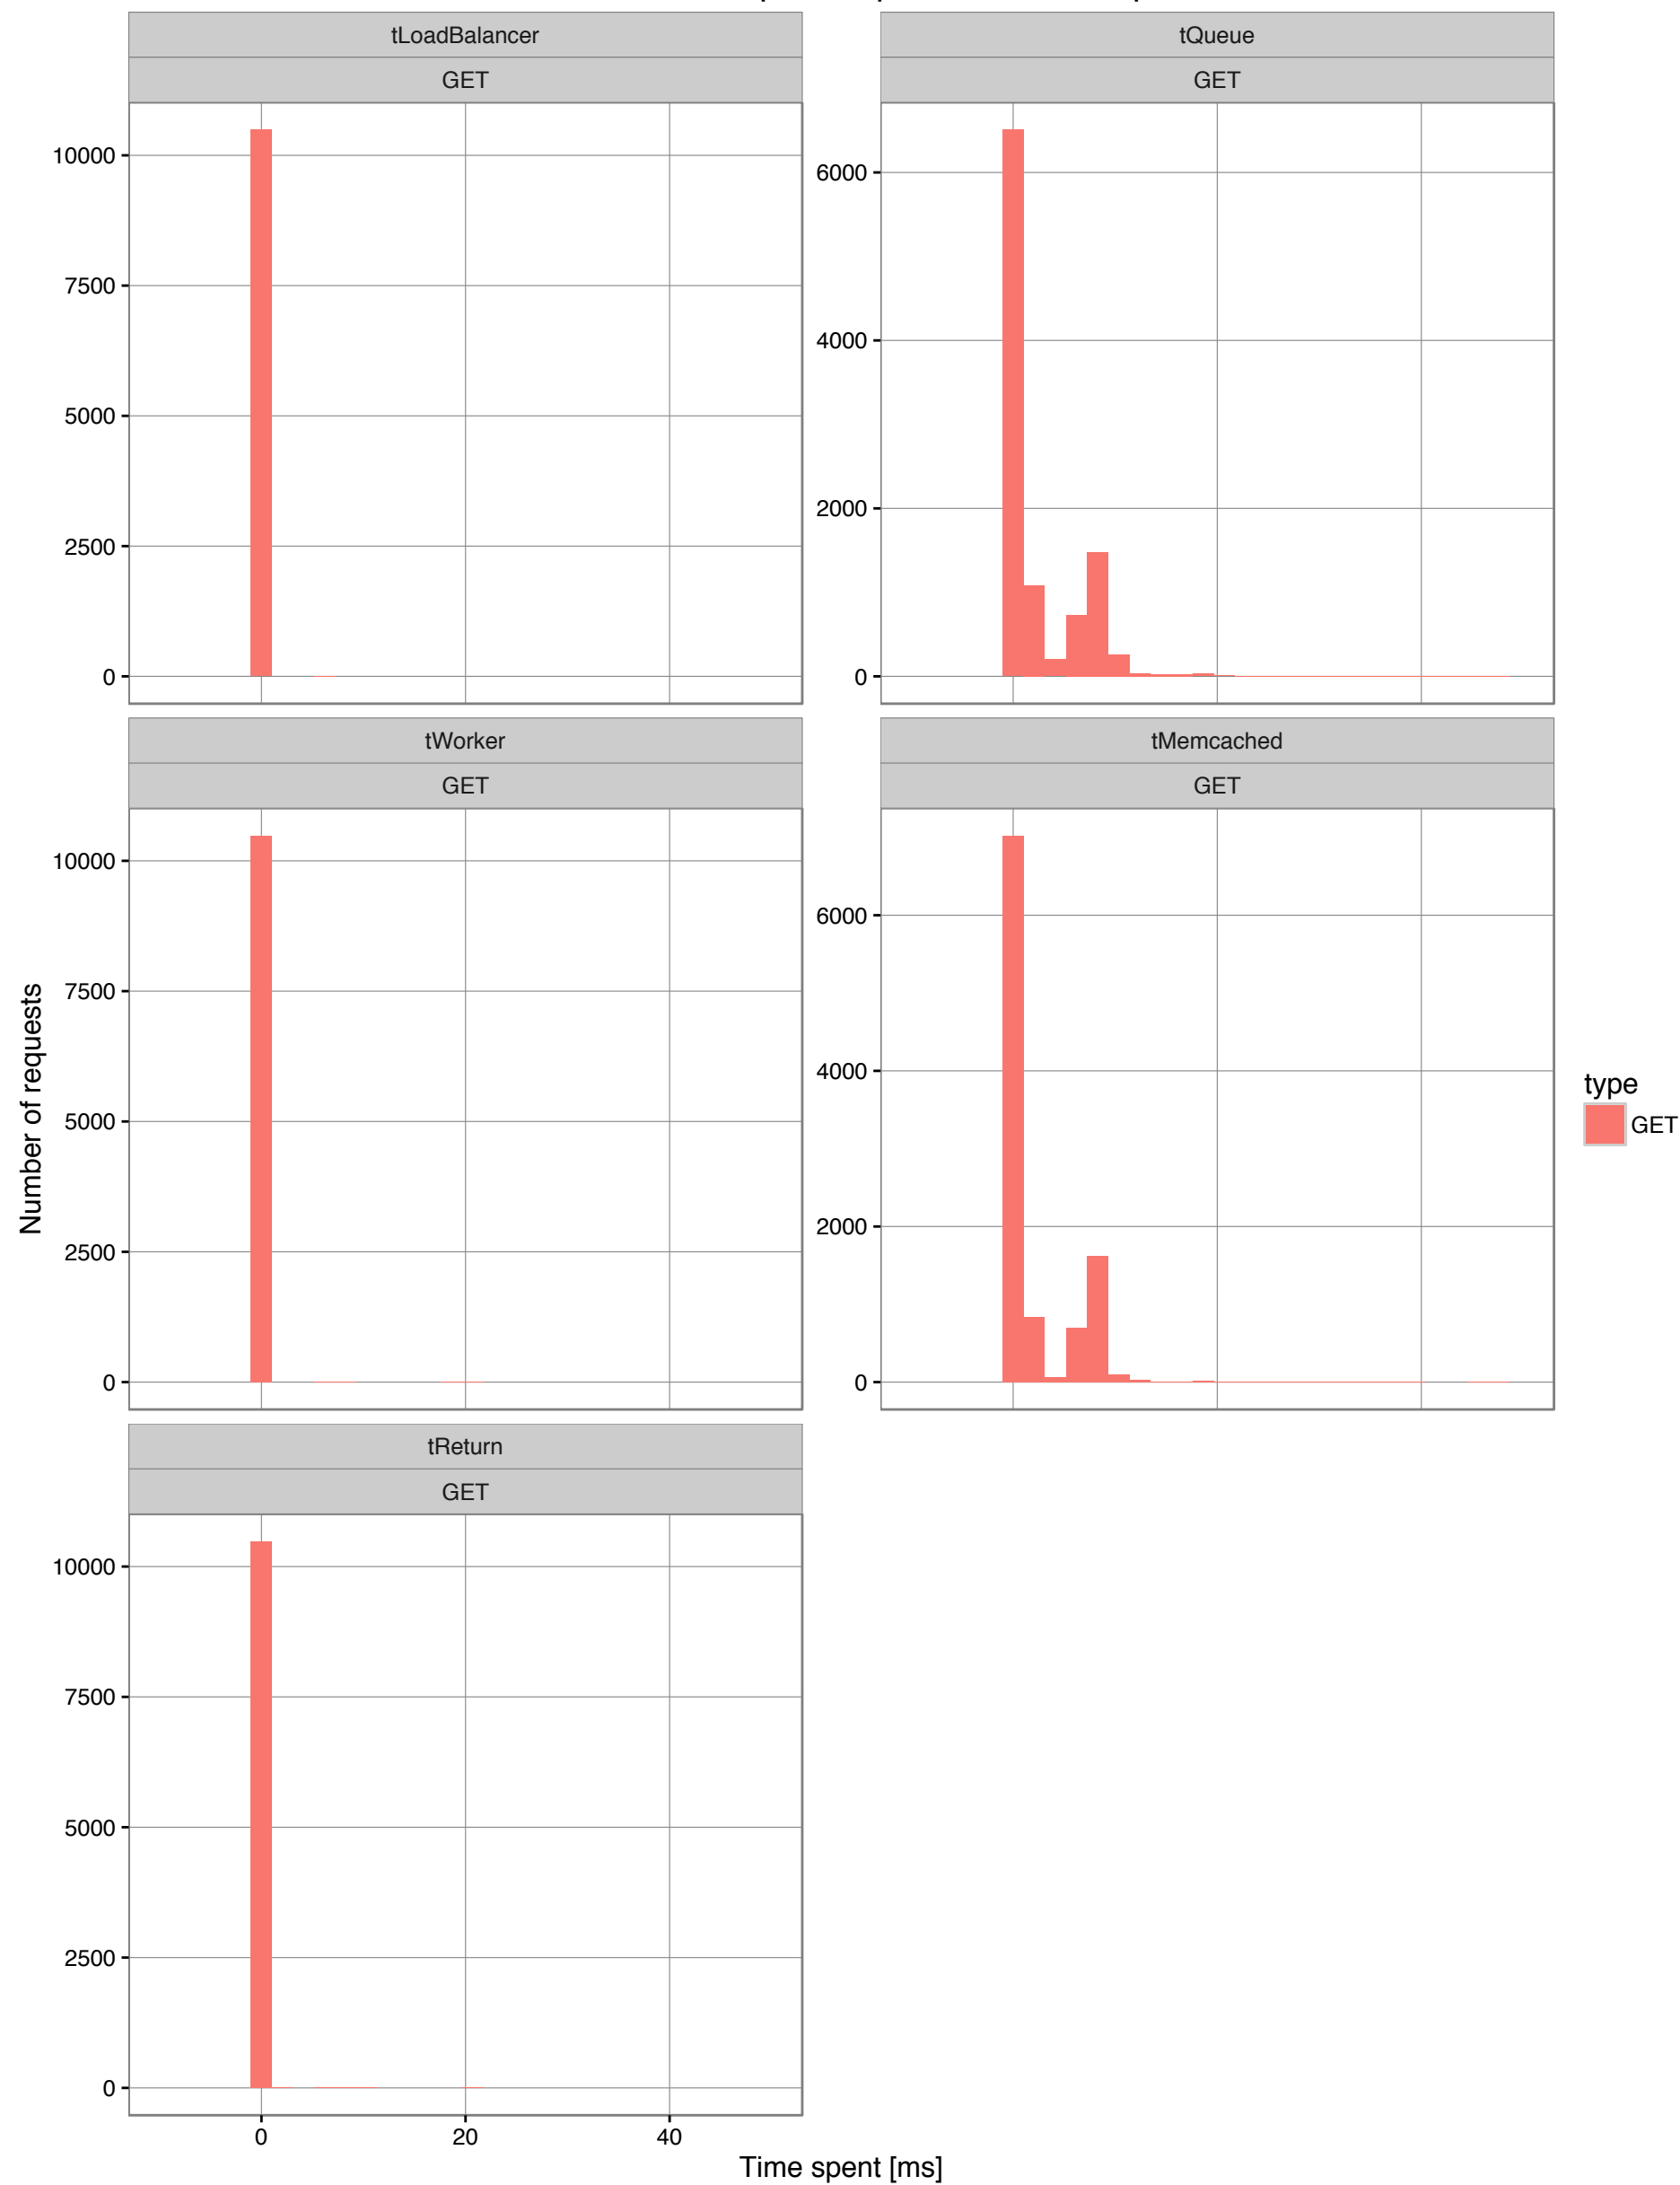 tLoadBalancer
GET
10000
7500
5000
2500
0
tQueue
GET
6000
4000
2000
0
tWorker
GET
10000
7500
5000
2500
0
tMemcached
GET
6000
4000
2000
0
tReturn
GET
10000
7500
5000
2500
0
0 20 40
Time spent [ms]
Number of requests
type
GET